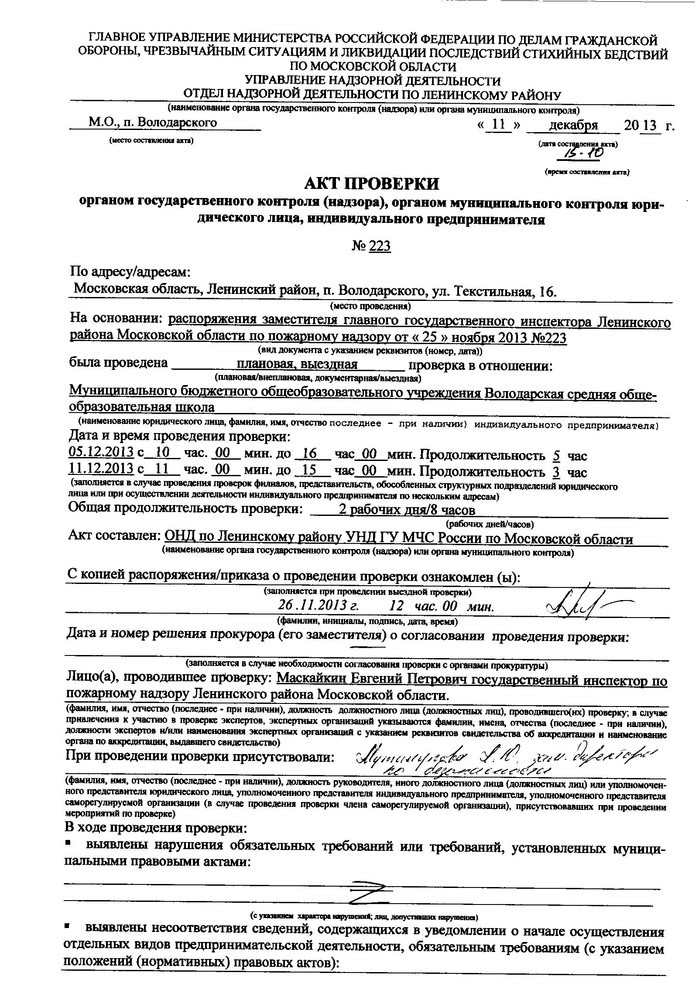 ГЛАВНОЕ УПРАВЛЕНИЕ МИНИСТЕРСТВА РОССИЙСКОЙ ФЕДЕРАЦИИ ПО ДЕЛАМ ГРАЖДАНСКОЙ
ОБОРОНЫ, ЧРЕЗВЫЧАЙНЫМ СИТУАЦИЯМ И ЛИКВИДАЦИИ ПОСЛЕДСТВИЙ СТИХИЙНЫХ БЕДСТВИЙ
ПО МОСКОВСКОЙ ОБЛАСТИ
УПРАВЛЕНИЕ НАДЗОРНОЙ ДЕЯТЕЛЬНОСТИ
ОТДЕЛ НАДЗОРНОЙ ДЕЯТЕЛЬНОСТИ ПО ЛЕНИНСКОМУ РАЙОНУ
(наименование органа государственного контроля (надзора) или органа муниципального контроля)
М.О., п. Володарского « 11 » декабря 2013 г.
(место составления акта) (дата составления акта)
15-10
(время составления акта)
АКТ ПРОВЕРКИ
органом государственного контроля (надзора), органом муниципального контроля юри-
дического лица, индивидуального предпринимателя
№ 223
По адресу/адресам:
Московская область, Ленинский район, п. Володарского, ул. Текстильная, 16.
(место проведения)
На основании: распоряжения заместителя главного государственного инспектора Ленинского
района Московской области по пожарному надзору от « 25 » ноября 2013 №223
(вид документа с указанием реквизитов (номер, дата))
была проведена плановая, выездная проверка в отношении:
(плановая/внеплановая, документарная/выездная)
Муниципального бюджетного общеобразовательного учреждения Володарская средняя обще-
образовательная школа
(наименование юридического лица, фамилия, имя, отчество последнее – при наличии) индивидуального предпринимателя)
Дата и время проведения проверки:
05.12.2013 с 10 час. 00 мин. до 16 час 00 мин. Продолжительность 5 час
11.12.2013 с 11 час. 00 мин. до 15 час 00 мин. Продолжительность 3 час
(заполняется в случае проведения проверок филиалов, представительств, обособленных структурных подразделений юридического
лица или при осуществлении деятельности индивидуального предпринимателя по нескольким адресам)
Общая продолжительность проверки: 2 рабочих дня/8 часов
(рабочих дней/часов)
Акт составлен: ОНД по Ленинскому району УНД ГУ МЧС России по Московской области
(наименование органа государственного контроля (надзора) или органа муниципального контроля)
С копией распоряжения/приказа о проведении проверки ознакомлен (ы):
(заполняется при проведении выездной проверки)
26.11.2013 г. 12 час. 00 мин.
(фамилии, инициалы, подпись, дата, время)
Дата и номер решения прокурора (его заместителя) о согласовании проведения проверки:
(заполняется в случае необходимости согласования проверки с органами прокуратуры)
Лицо(а), проводившее проверку: Маскайкин Евгений Петрович государственный инспектор по
пожарному надзору Ленинского района Московской области.
(фамилия, имя, отчество (последнее - при наличии), должность должностного лица (должностных лиц), проводившего(их) проверку; в случае
привлечения к участию в проверке экспертов, экспертных организаций указываются фамилии, имена, отчества (последнее - при наличии),
должности экспертов и/или наименования экспертных организаций с указанием реквизитов свидетельства об аккредитации и наименование
органа по аккредитации, выдавшего свидетельство)
При проведении проверки присутствовали: зам. директора
по безопасности
(фамилия, имя, отчество (последнее - при наличии), должность руководителя, иного должностного лица (должностных лиц) или уполномочен-
ного представителя юридического лица, уполномоченного представителя индивидуального предпринимателя, уполномоченного представителя
саморегулируемой организации (в случае проведения проверки члена саморегулируемой организации), присутствовавших при проведении
мероприятий по проверке)
В ходе проведения проверки:
▪ выявлены нарушения обязательных требований или требований, установленных муници-
пальными правовыми актами:
(с указанием характера нарушений; лиц, допустивших нарушения)
▪ выявлены несоответствия сведений, содержащихся в уведомлении о начале осуществления
отдельных видов предпринимательской деятельности, обязательным требованиям (с указанием
положений (нормативных) правовых актов):